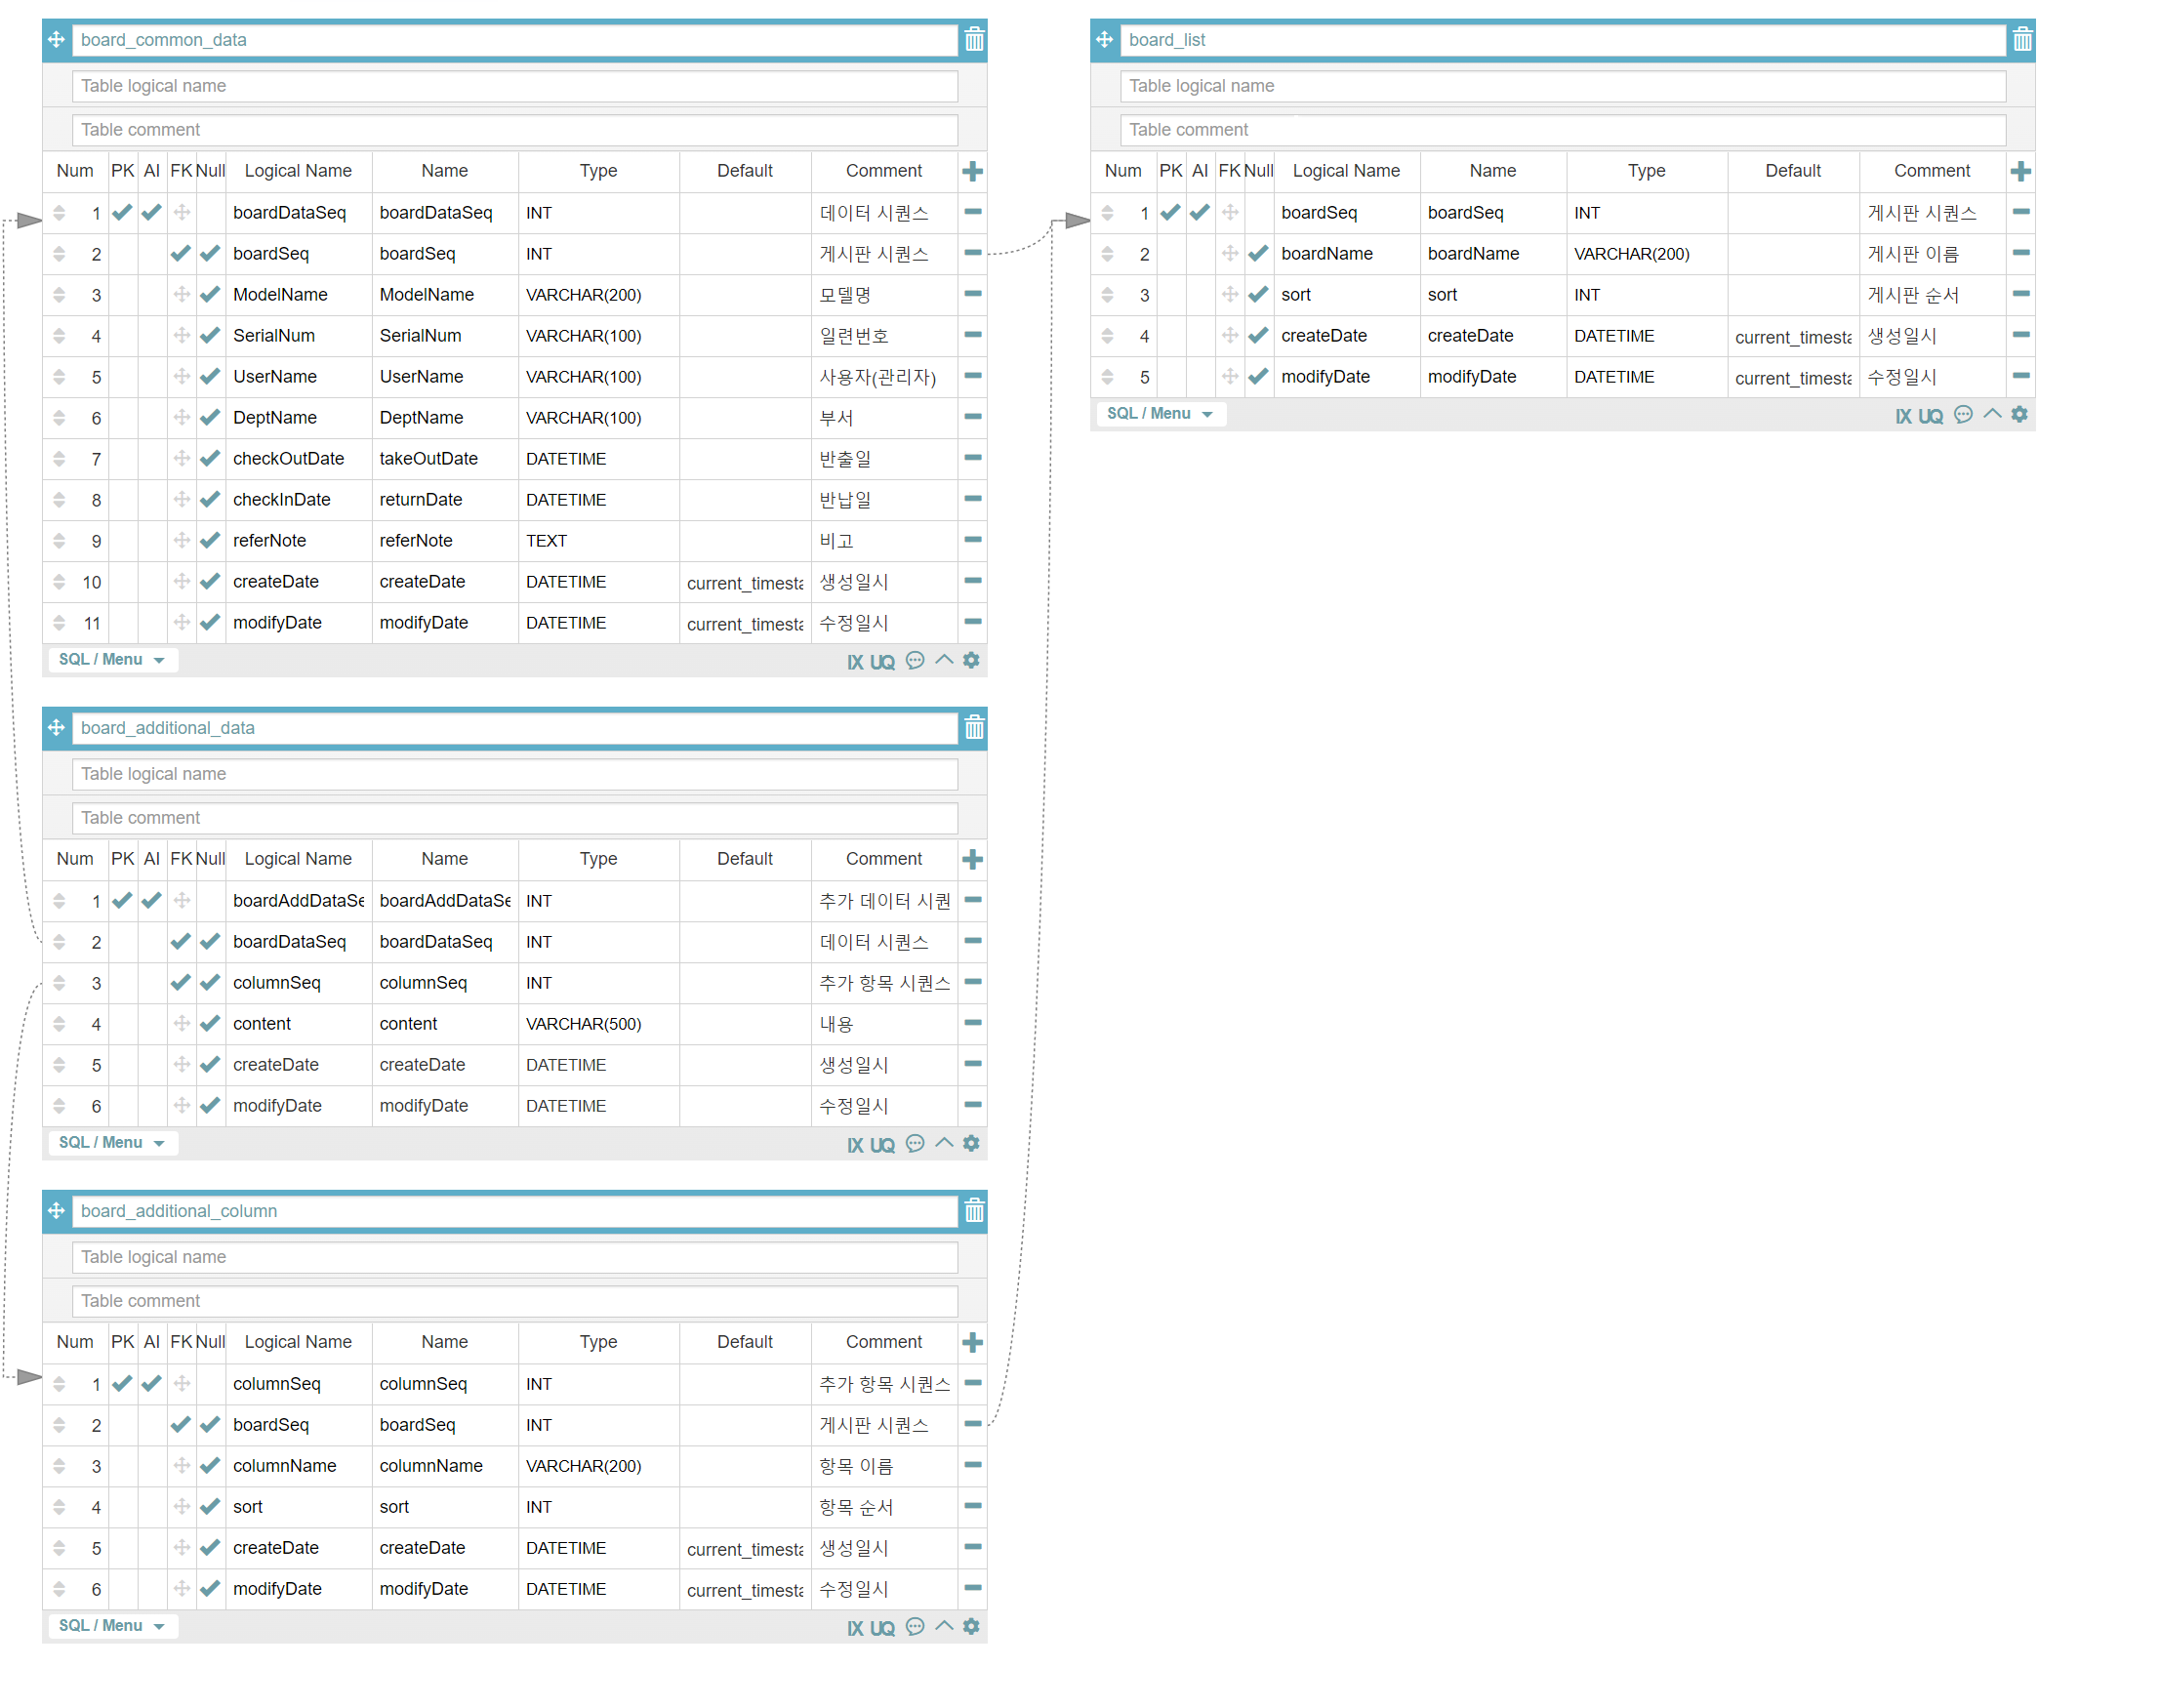 board_common_data
Table logical name
Table comment
Num PK AI FK Null Logical Name Name Type Default Comment
1 boardDataSeq boardDataSeq INT 데이터 시퀀스
2 boardSeq boardSeq INT 게시판 시퀀스
3 ModelName ModelName VARCHAR(200) 모델명
4 SerialNum SerialNum VARCHAR(100) 일련번호
5 UserName UserName VARCHAR(100) 사용자(관리자)
6 DeptName DeptName VARCHAR(100) 부서
7 checkOutDate takeOutDate DATETIME 반출일
8 checkInDate returnDate DATETIME 반납일
9 referNote referNote TEXT 비고
10 createDate createDate DATETIME current_timesta 생성일시
11 modifyDate modifyDate DATETIME current_timesta 수정일시
SQL / Menu IX UQ
board_list
Table logical name
Table comment
Num PK AI FK Null Logical Name Name Type Default Comment
1 boardSeq boardSeq INT 게시판 시퀀스
2 boardName boardName VARCHAR(200) 게시판 이름
3 sort sort INT 게시판 순서
4 createDate createDate DATETIME current_timesta 생성일시
5 modifyDate modifyDate DATETIME current_timesta 수정일시
SQL / Menu IX UQ
board_additional_data
Table logical name
Table comment
Num PK AI FK Null Logical Name Name Type Default Comment
1 boardAddDataSe boardAddDataSe INT 추가 데이터 시퀀
2 boardDataSeq boardDataSeq INT 데이터 시퀀스
3 columnSeq columnSeq INT 추가 항목 시퀀스
4 content content VARCHAR(500) 내용
5 createDate createDate DATETIME 생성일시
6 modifyDate modifyDate DATETIME 수정일시
SQL / Menu IX UQ
board_additional_column
Table logical name
Table comment
Num PK AI FK Null Logical Name Name Type Default Comment
1 columnSeq columnSeq INT 추가 항목 시퀀스
2 boardSeq boardSeq INT 게시판 시퀀스
3 columnName columnName VARCHAR(200) 항목 이름
4 sort sort INT 항목 순서
5 createDate createDate DATETIME current_timesta 생성일시
6 modifyDate modifyDate DATETIME current_timesta 수정일시
SQL / Menu IX UQ